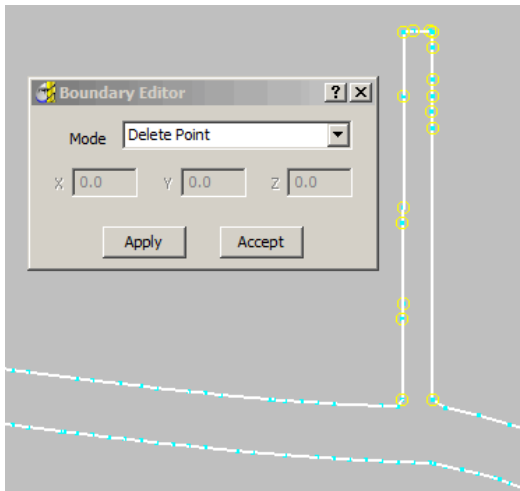 Boundary Editor
Mode Delete Point
X 0.0 Y 0.0 Z 0.0
Apply Accept